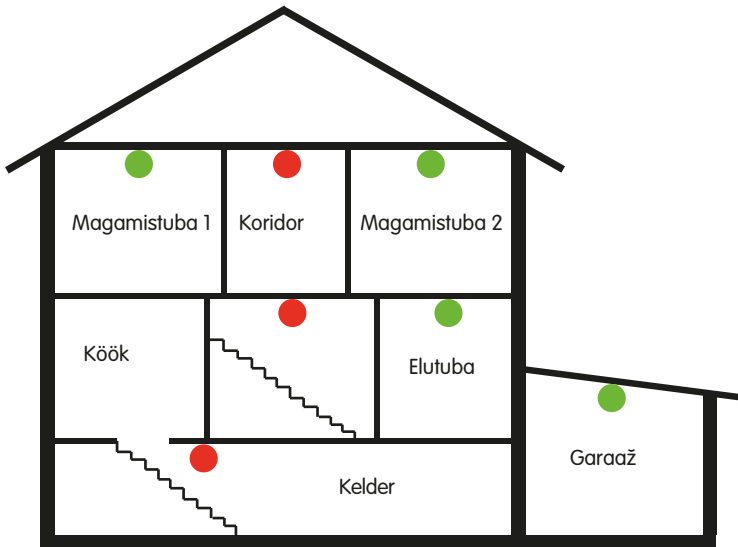 Magamistuba 1
Koridor
Magamistuba 2
Köök
Elutuba
Garaaž
Kelder